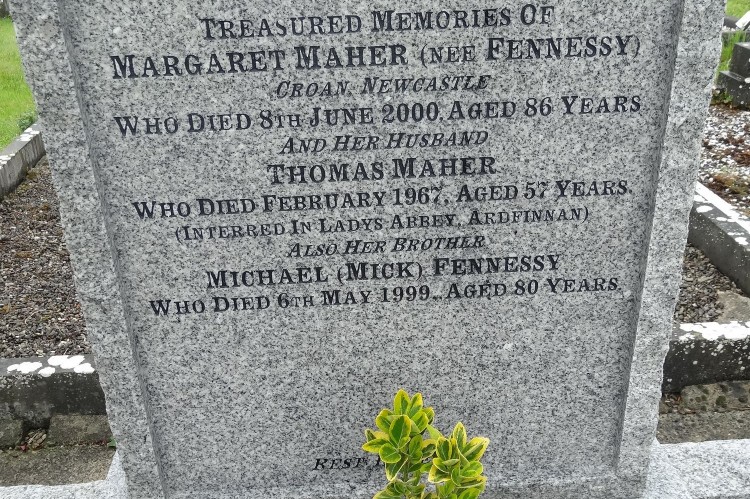 TREASURED MEMORIES OF
MARGARET MAHER (NEE FENNESSY)
CROAN, NEWCASTLE
WHO DIED 8TH JUNE 2000, AGED 86 YEARS
AND HER HUSBAND
THOMAS MAHER
WHO DIED FEBRUARY 1967, AGED 57 YEARS.
(INTERRED IN LADYS ABBEY, ARDFINNAN)
ALSO HER BROTHER
MICHAEL (MICK) FENNESSY
WHO DIED 6TH MAY 1999, AGED 80 YEARS.
REST